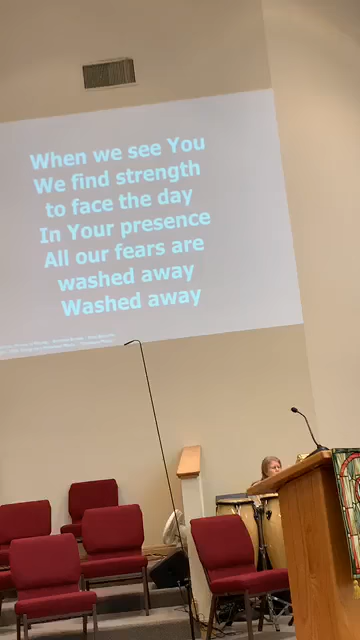 When we see You
We find strength
to face the day
In Your presence
All our fears are
washed away
Washed away